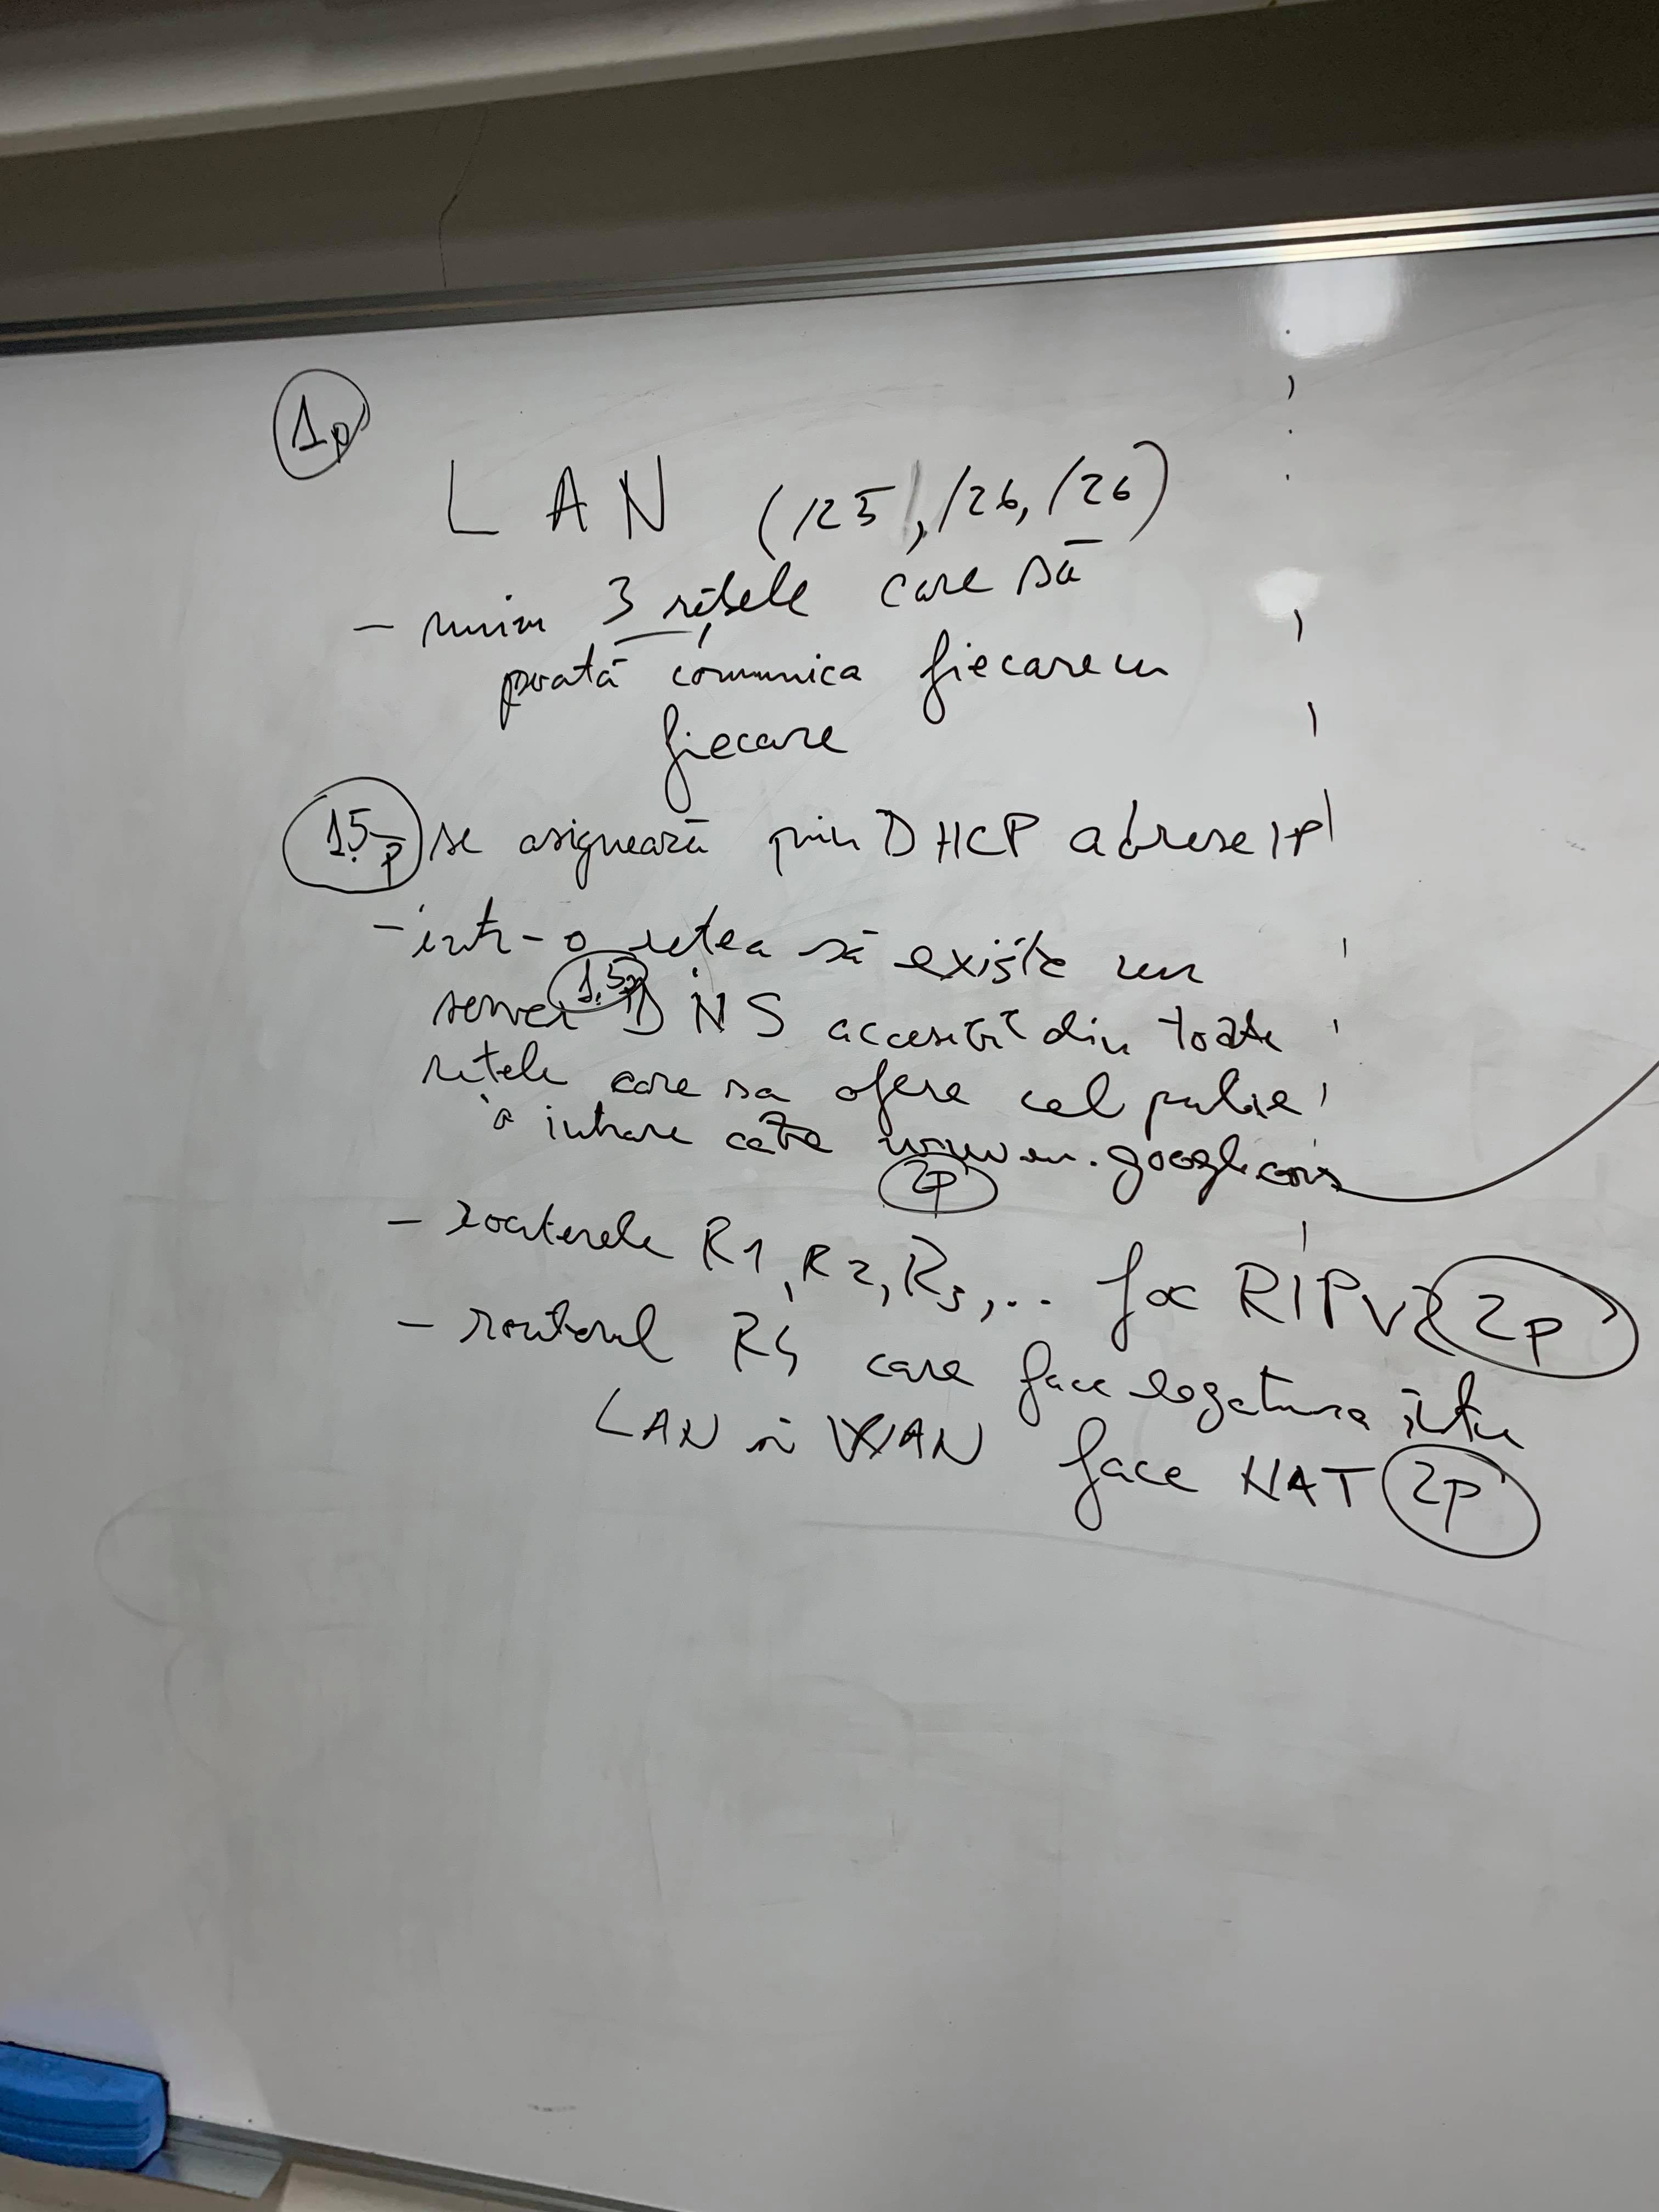 1p
LAN (/25, /26, /26)
- minim 3 rețele care să
poată comunica fiecare cu
fiecare
1.5p se asignează prin DHCP adrese IP
- într-o rețea să existe un
server 1.5p DNS accesibil din toate
rețele care sa ofere cel puțin
o intrare către www.google.com
2p
- routerele R1, R2, R3, ... fac RIPv2 2p
- routerul R4 care face legatura între
LAN și WAN face NAT 2p